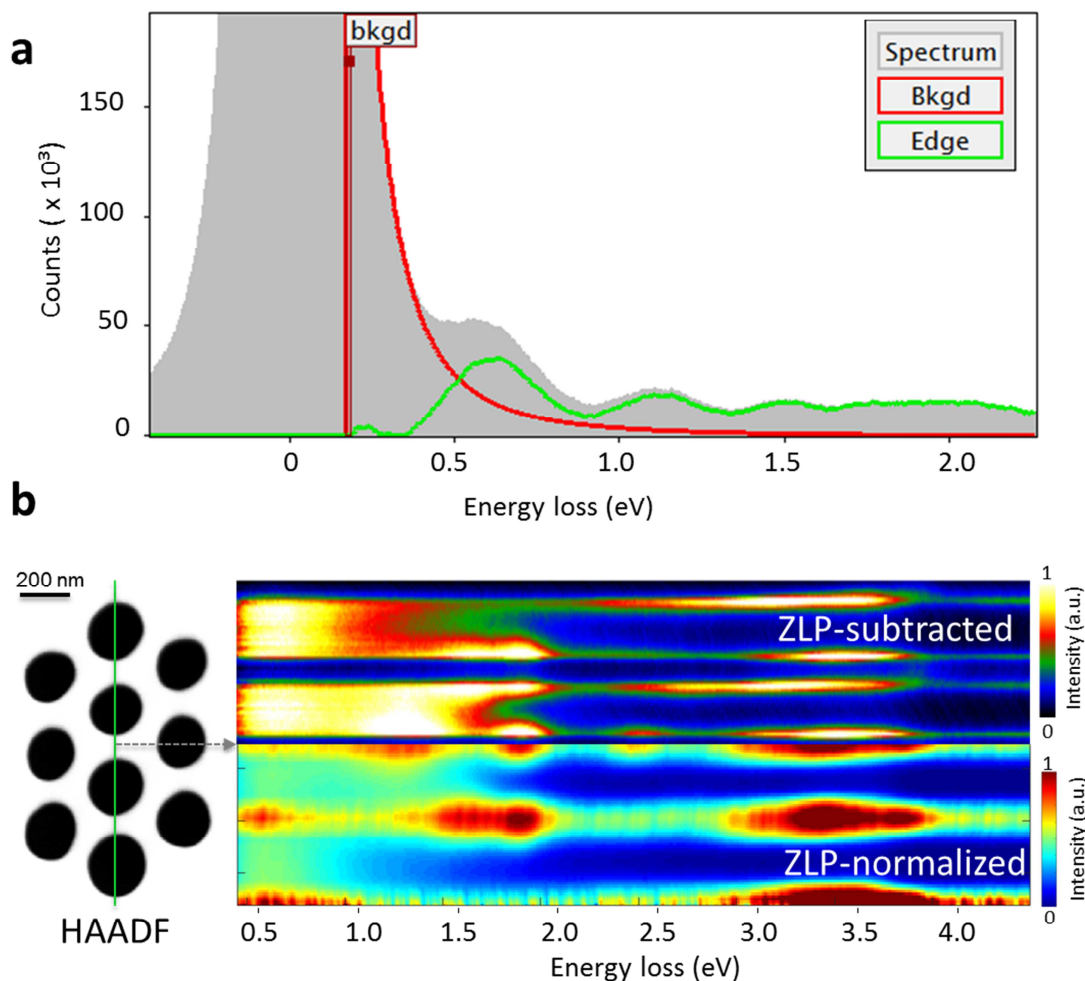 a
bkgd
Spectrum
Bkgd
Edge
150
100
50
0
Counts ( x 10³)
0 0.5 1.0 1.5 2.0
Energy loss (eV)
b
200 nm
HAADF
ZLP-subtracted
1
0
Intensity (a.u.)
ZLP-normalized
1
0
Intensity (a.u.)
0.5 1.0 1.5 2.0 2.5 3.0 3.5 4.0
Energy loss (eV)